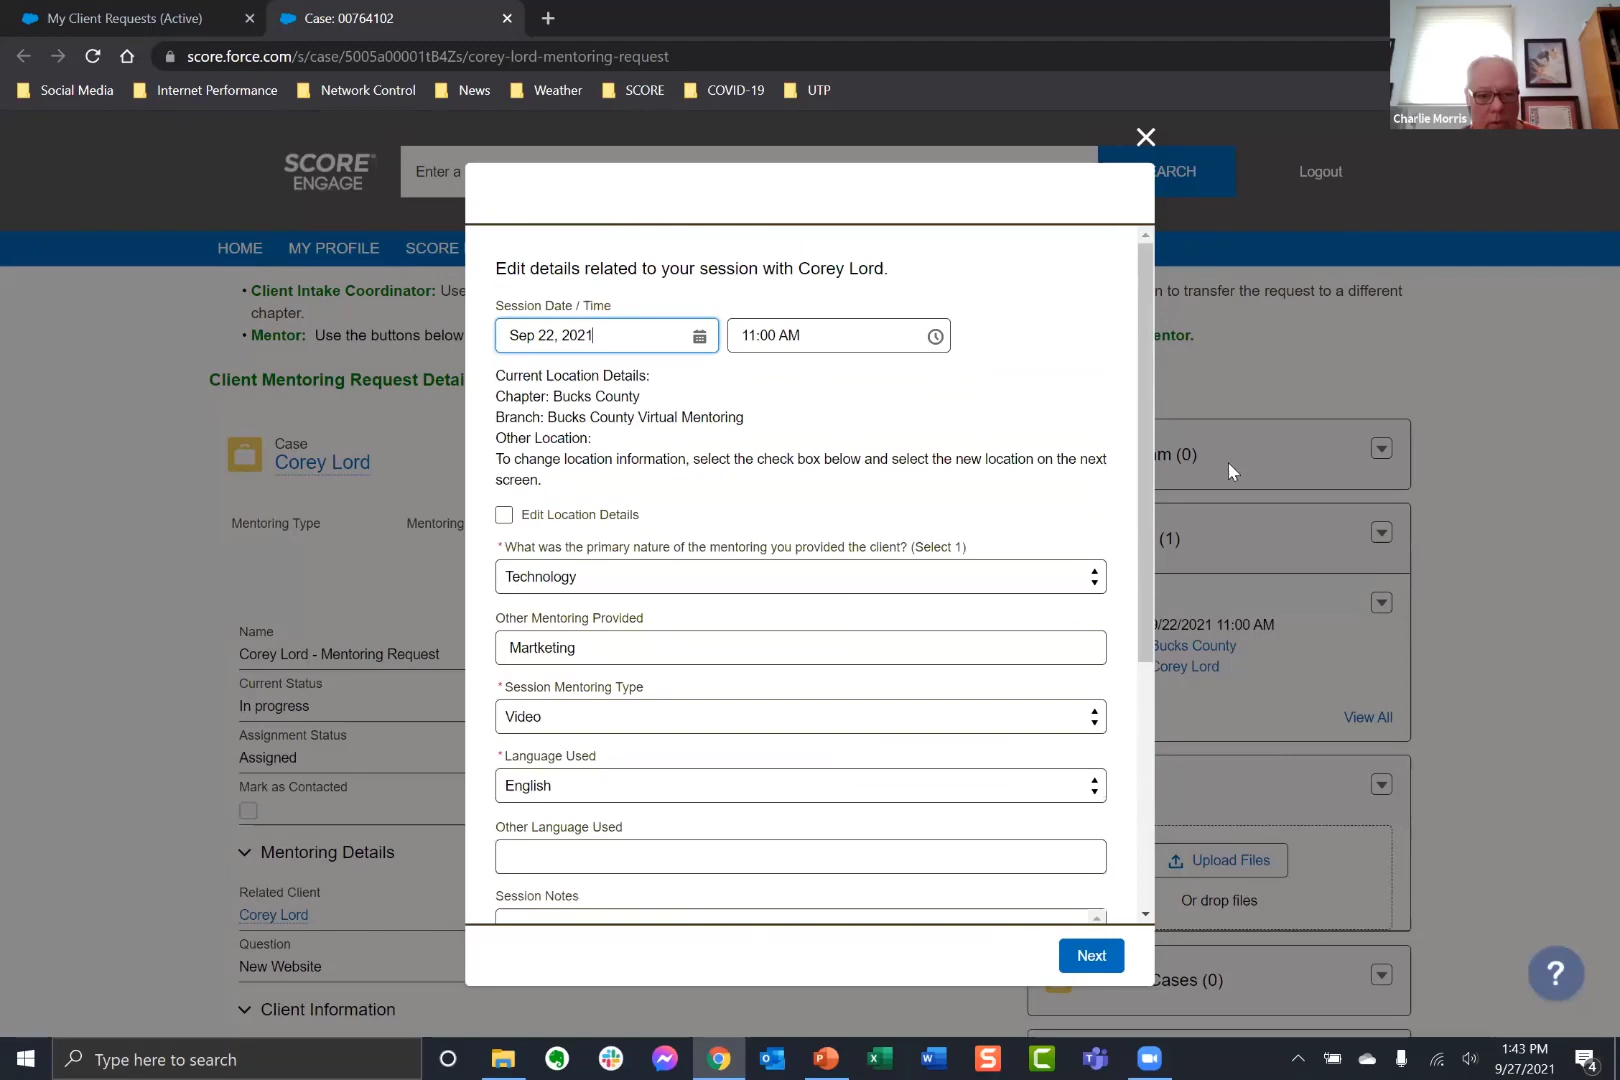 My Client Requests (Active)
Case: 00764102
score.force.com/s/case/5005a00001tB4Zs/corey-lord-mentoring-request
Social Media
Internet Performance
Network Control
News
Weather
SCORE
COVID-19
UTP
Charlie Morris
SCORE
ENGAGE
Enter a
ARCH
Logout
HOME
MY PROFILE
SCORE
• Client Intake Coordinator: Use
n to transfer the request to a different
chapter.
• Mentor: Use the buttons below
entor.
Client Mentoring Request Detai
Case
Corey Lord
Mentoring Type
Mentoring
Name
Corey Lord - Mentoring Request
Current Status
In progress
Assignment Status
Assigned
Mark as Contacted
Mentoring Details
Related Client
Corey Lord
Question
New Website
Client Information
Edit details related to your session with Corey Lord.
Session Date / Time
Sep 22, 2021
11:00 AM
Current Location Details:
Chapter: Bucks County
Branch: Bucks County Virtual Mentoring
Other Location:
To change location information, select the check box below and select the new location on the next
screen.
Edit Location Details
*What was the primary nature of the mentoring you provided the client? (Select 1)
Technology
Other Mentoring Provided
Martketing
*Session Mentoring Type
Video
*Language Used
English
Other Language Used
Session Notes
Next
am (0)
(1)
9/22/2021 11:00 AM
Bucks County
Corey Lord
View All
Upload Files
Or drop files
Cases (0)
?
Type here to search
1:43 PM
9/27/2021
4